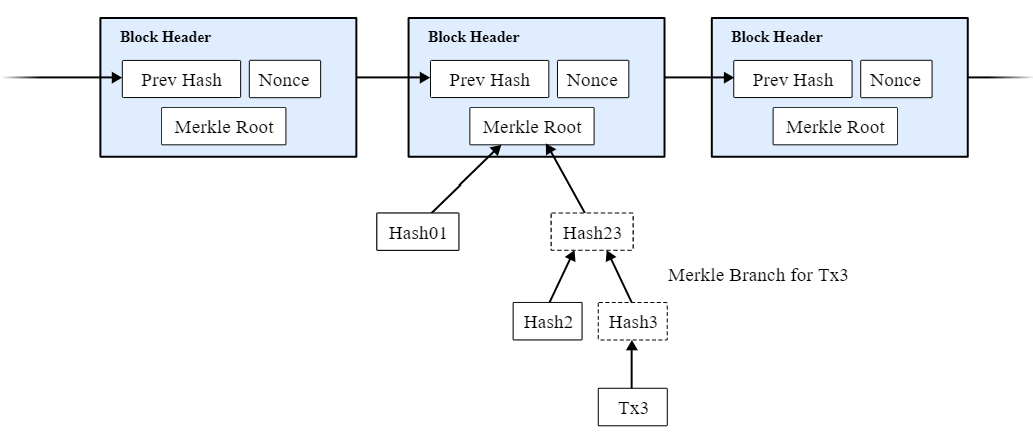 Block Header
Prev Hash
Nonce
Merkle Root
Block Header
Prev Hash
Nonce
Merkle Root
Block Header
Prev Hash
Nonce
Merkle Root
Hash01
Hash23
Merkle Branch for Tx3
Hash2
Hash3
Tx3